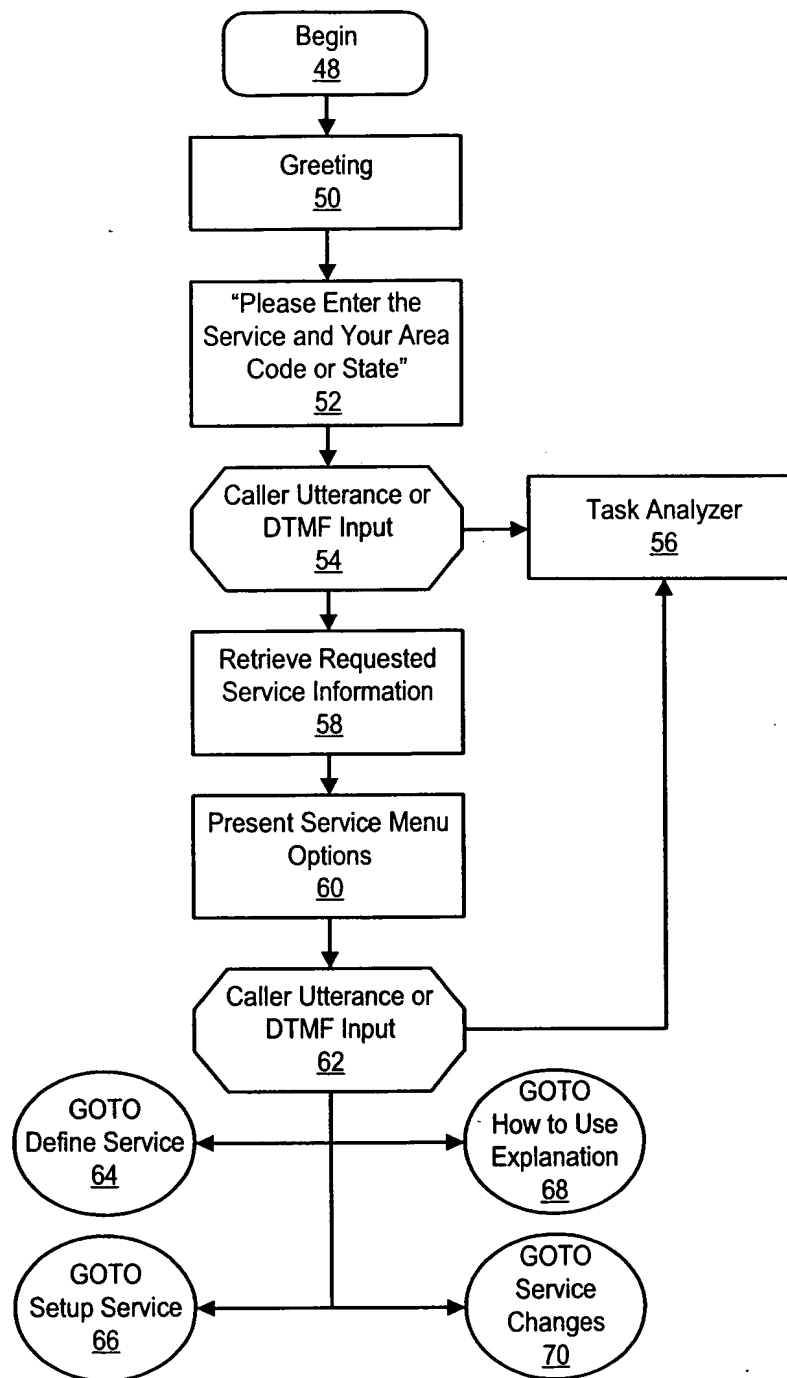 Begin
48
Greeting
50
“Please Enter the
Service and Your Area
Code or State”
52
Caller Utterance or
DTMF Input
54
Task Analyzer
56
Retrieve Requested
Service Information
58
Present Service Menu
Options
60
Caller Utterance or
DTMF Input
62
GOTO
Define Service
64
GOTO
How to Use
Explanation
68
GOTO
Setup Service
66
GOTO
Service
Changes
70